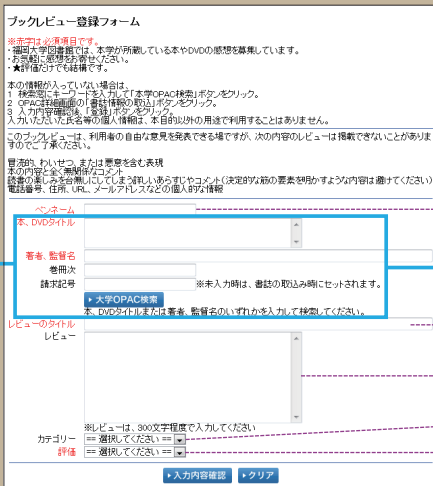 ブックレビュー登録フォーム
※赤字は必須項目です。
・福岡大学図書館では、本学が所蔵している本やDVDの感想を募集しています。
・お気軽に感想をお寄せください。
・★評価だけでも結構です。
本の情報が入っていない場合は、
1 検索窓にキーワードを入力して「本学OPAC検索」ボタンをクリック。
2 OPAC詳細画面の「書誌情報の取込」ボタンをクリック。
3 入力内容確認後、「登録」ボタンをクリック。
入力いただいた氏名等の個人情報は、本目的以外の用途で利用することはありません。
このブックレビューは、利用者の自由な意見を発表できる場ですが、次の内容のレビューは掲載できないことがありま
すのでご了承ください。
冒涜的、わいせつ、または悪意を含む表現
本の内容と全く無関係なコメント
読書の楽しみを台無しにしてしまう詳しいあらすじやコメント(決定的な筋の要素を明かすような内容は避けてください)
電話番号、住所、URL、メールアドレスなどの個人的な情報
ペンネーム
本、DVDタイトル
著者、監督名
巻冊次
請求記号 ※未入力時は、書誌の取込み時にセットされます。
大学OPAC検索
本、DVDタイトルまたは著者、監督名のいずれかを入力して検索してください。
レビューのタイトル
レビュー
※レビューは、300文字程度で入力してください
カテゴリー == 選択してください ==
評価 == 選択してください ==
入力内容確認 クリア